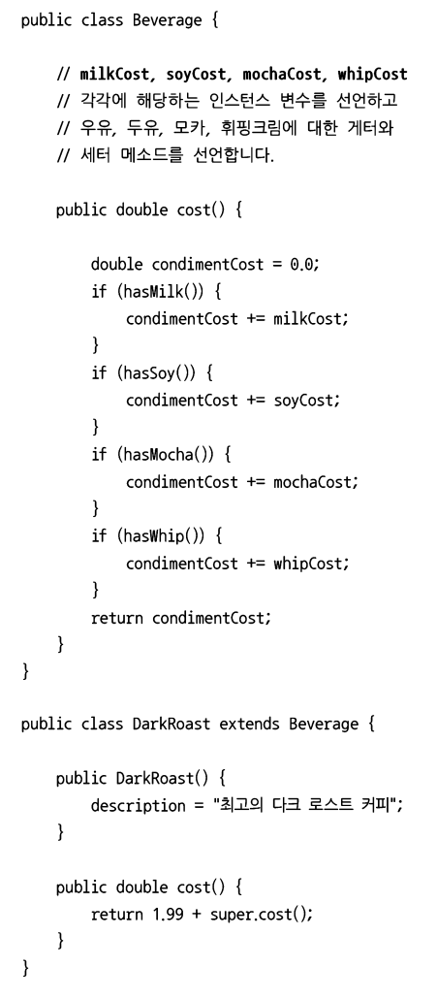 public class Beverage {
// milkCost, soyCost, mochaCost, whipCost
// 각각에 해당하는 인스턴스 변수를 선언하고
// 우유, 두유, 모카, 휘핑크림에 대한 게터와
// 세터 메소드를 선언합니다.
public double cost() {
double condimentCost = 0.0;
if (hasMilk()) {
condimentCost += milkCost;
}
if (hasSoy()) {
condimentCost += soyCost;
}
if (hasMocha()) {
condimentCost += mochaCost;
}
if (hasWhip()) {
condimentCost += whipCost;
}
return condimentCost;
}
}
public class DarkRoast extends Beverage {
public DarkRoast() {
description = "최고의 다크 로스트 커피";
}
public double cost() {
return 1.99 + super.cost();
}
}